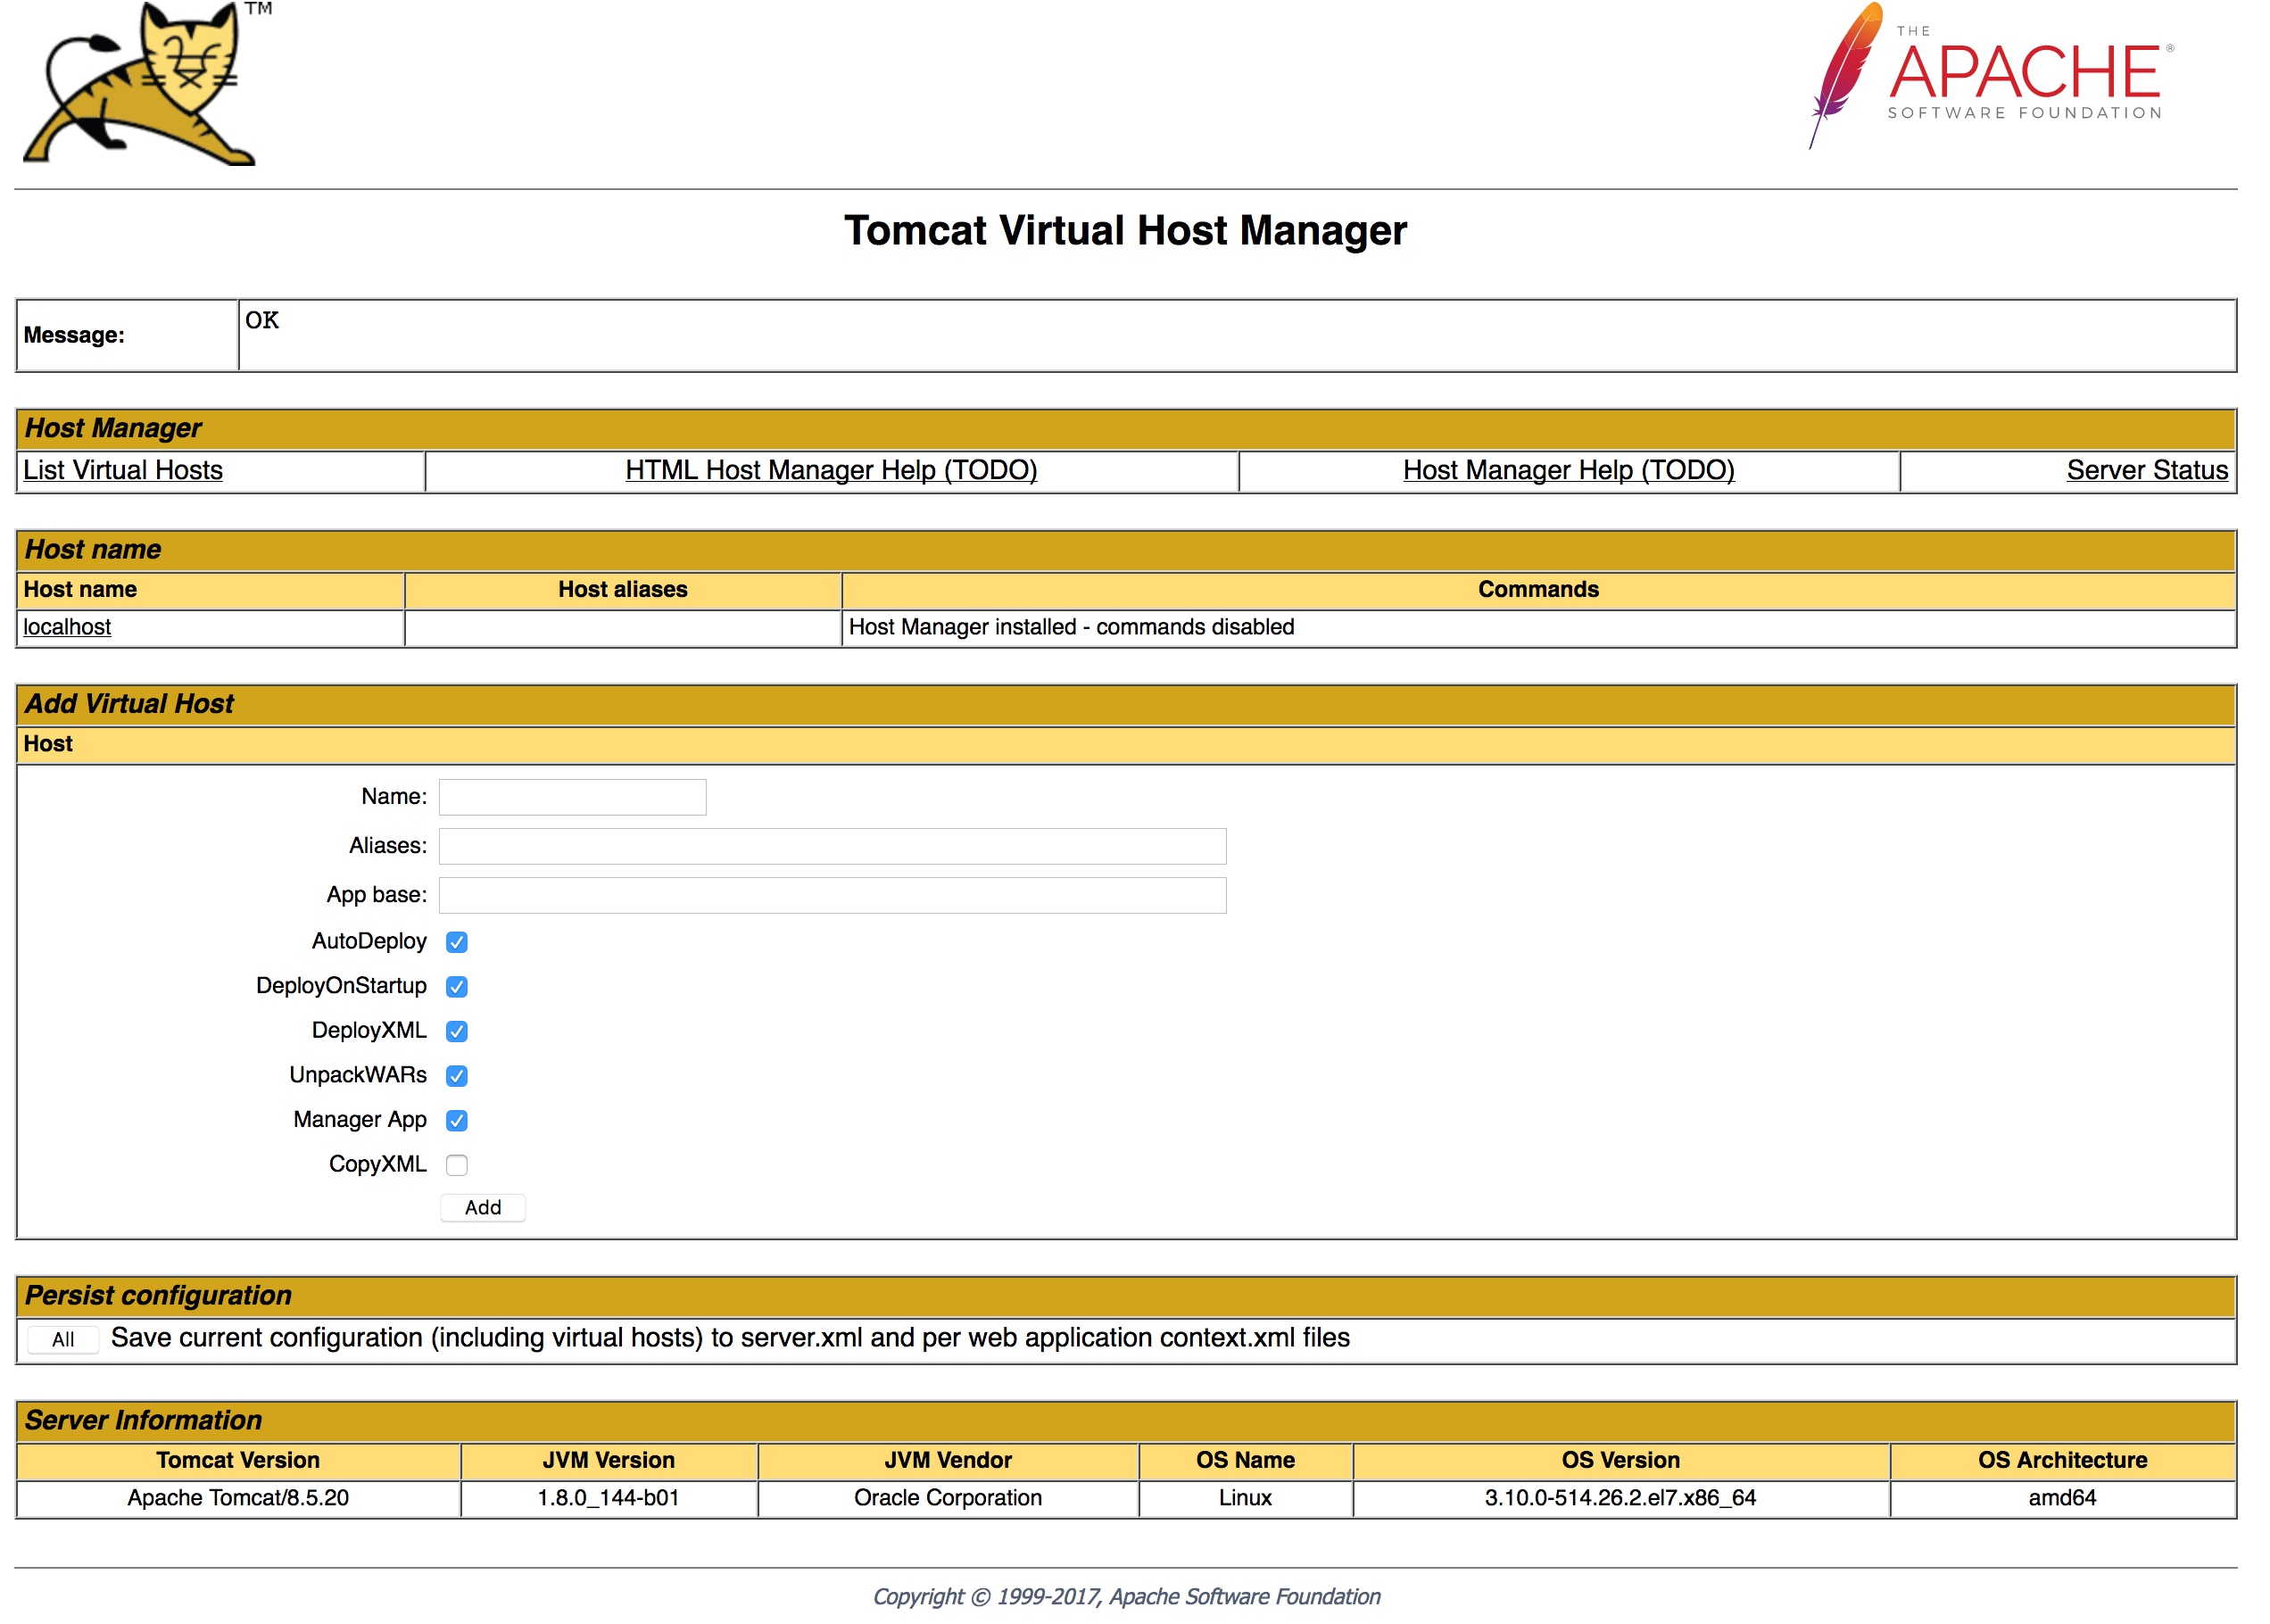 TM
THE
APACHE®
SOFTWARE FOUNDATION
Tomcat Virtual Host Manager
Message: OK
Host Manager
List Virtual Hosts HTML Host Manager Help (TODO) Host Manager Help (TODO) Server Status
Host name
Host name Host aliases Commands
localhost Host Manager installed - commands disabled
Add Virtual Host
Host
Name:
Aliases:
App base:
AutoDeploy
DeployOnStartup
DeployXML
UnpackWARs
Manager App
CopyXML
Add
Persist configuration
All Save current configuration (including virtual hosts) to server.xml and per web application context.xml files
Server Information
Tomcat Version JVM Version JVM Vendor OS Name OS Version OS Architecture
Apache Tomcat/8.5.20 1.8.0_144-b01 Oracle Corporation Linux 3.10.0-514.26.2.el7.x86_64 amd64
Copyright © 1999-2017, Apache Software Foundation